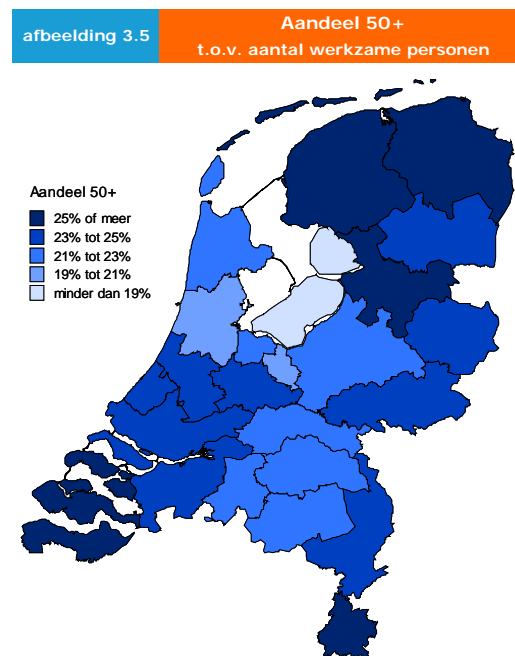 afbeelding 3.5
Aandeel 50+
t.o.v. aantal werkzame personen
Aandeel 50+
25% of meer
23% tot 25%
21% tot 23%
19% tot 21%
minder dan 19%